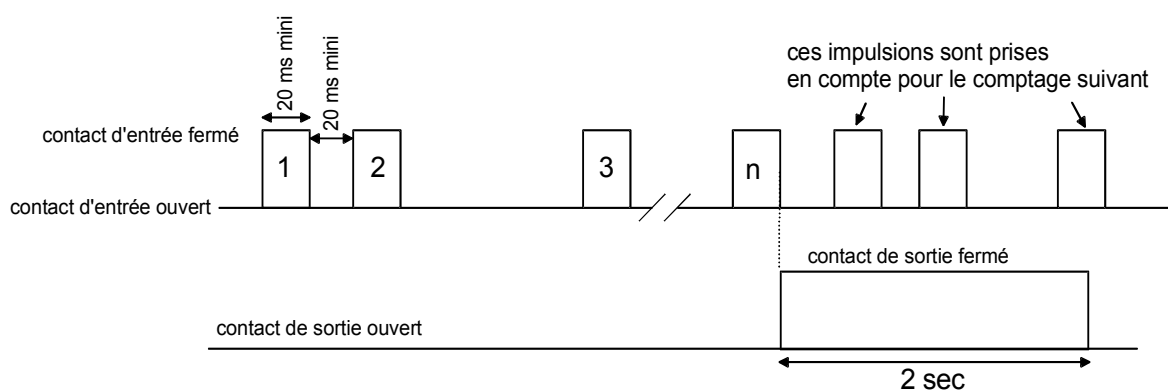 20 ms mini
20 ms mini
ces impulsions sont prises
en compte pour le comptage suivant
contact d'entrée fermé
1
2
3
n
contact d'entrée ouvert
contact de sortie fermé
contact de sortie ouvert
2 sec